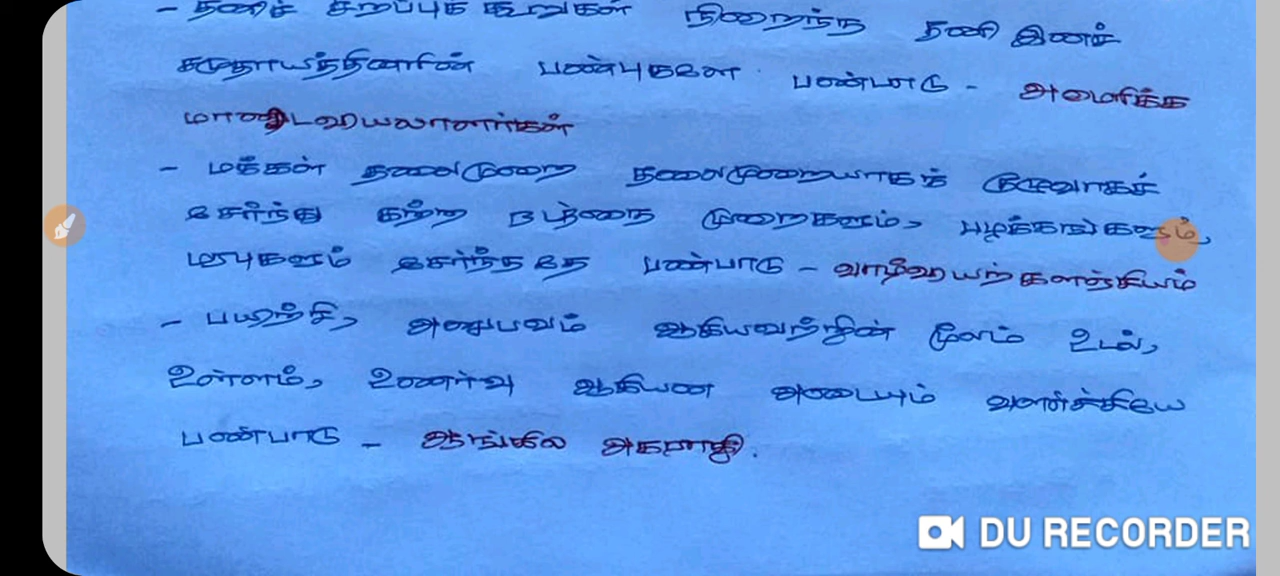 - தனிச் சிறப்புக் கூறுகள் நிறைந்த தனி இனச்
சமுதாயத்தினரின் பண்புகளே பண்பாடு - அமெரிக்க
மானுடவியலாளர்கள்
- மக்கள் தலைமுறை தலைமுறையாகக் குழுவாகச்
சேர்ந்து கற்ற நடத்தை முறைகளும், பழக்கங்களும்,
மரபுகளும் சேர்ந்ததே பண்பாடு - வாழ்வியற்களஞ்சியம்
- பயிற்சி, அனுபவம் ஆகியவற்றின் மூலம் உடல்,
உள்ளம், உணர்வு ஆகியன அடையும் வளர்ச்சியே
பண்பாடு - ஆங்கில அகராதி.
DU RECORDER